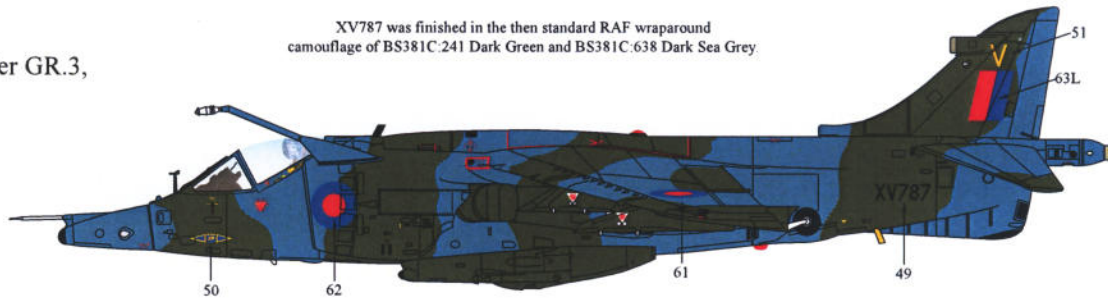 XV787 was finished in the then standard RAF wraparound
camouflage of BS381C:241 Dark Green and BS381C:638 Dark Sea Grey.
er GR.3,
51
V
63L
XV787
50
62
61
49